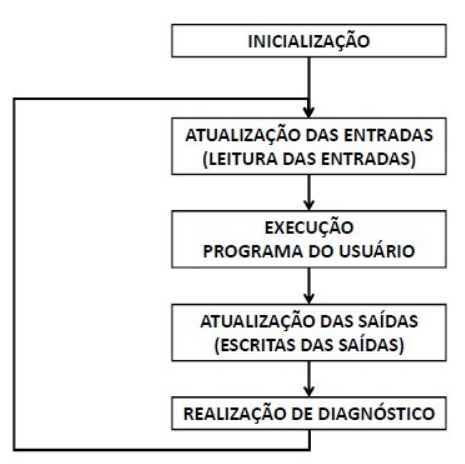 INICIALIZAÇÃO
ATUALIZAÇÃO DAS ENTRADAS
(LEITURA DAS ENTRADAS)
EXECUÇÃO
PROGRAMA DO USUÁRIO
ATUALIZAÇÃO DAS SAÍDAS
(ESCRITAS DAS SAÍDAS)
REALIZAÇÃO DE DIAGNÓSTICO